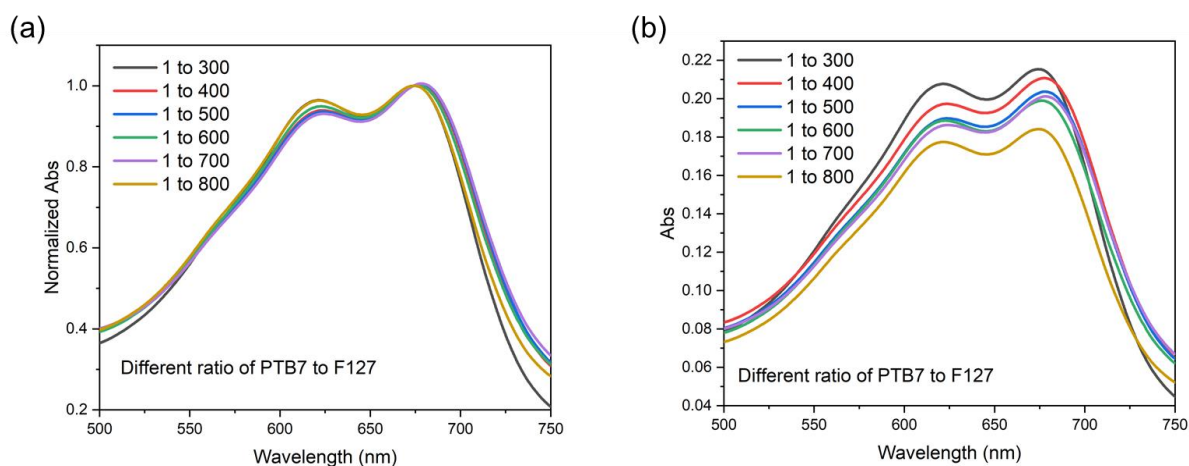 (a)
1 to 300
1 to 400
1 to 500
1 to 600
1 to 700
1 to 800
Different ratio of PTB7 to F127
Normalized Abs
1.0
0.8
0.6
0.4
0.2
500
550
600
650
700
750
Wavelength (nm)
(b)
1 to 300
1 to 400
1 to 500
1 to 600
1 to 700
1 to 800
Different ratio of PTB7 to F127
Abs
0.22
0.20
0.18
0.16
0.14
0.12
0.10
0.08
0.06
0.04
500
550
600
650
700
750
Wavelength (nm)